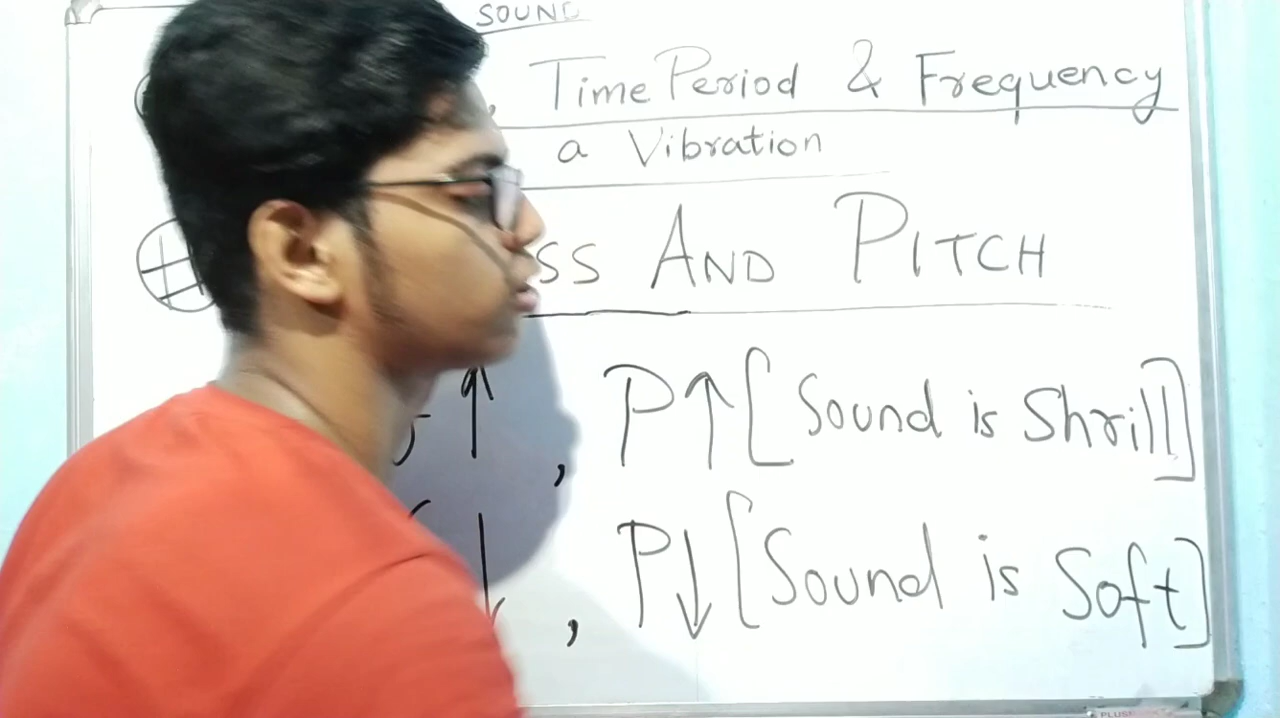 SOUND
, Time Period & Frequency
a Vibration
SS AND PITCH
↑ , P↑ [Sound is Shrill]
↓ , P↓ [Sound is Soft]